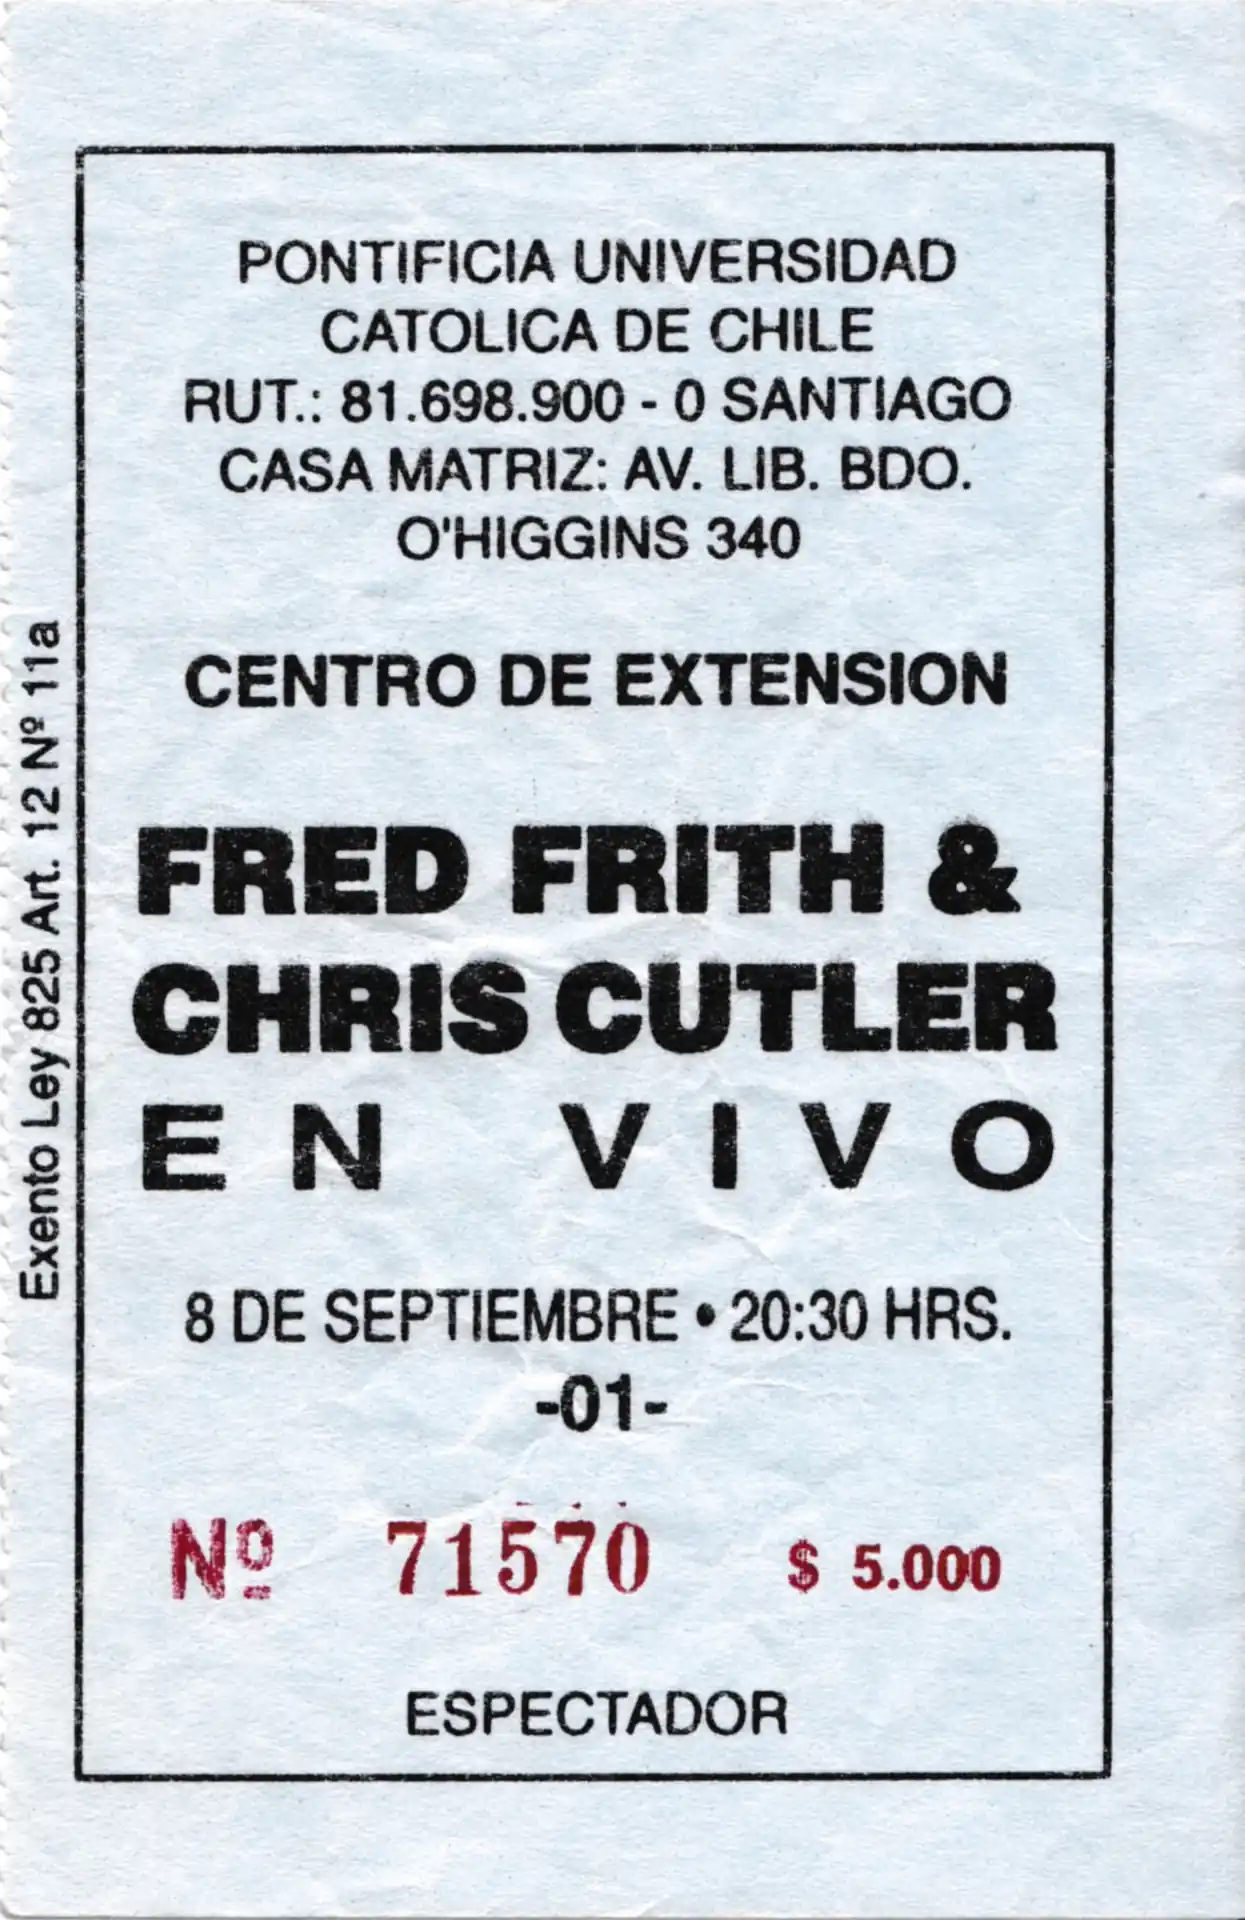 PONTIFICIA UNIVERSIDAD
CATOLICA DE CHILE
RUT.: 81.698.900 - 0 SANTIAGO
CASA MATRIZ: AV. LIB. BDO.
O'HIGGINS 340
CENTRO DE EXTENSION
FRED FRITH &
CHRIS CUTLER
EN VIVO
8 DE SEPTIEMBRE • 20:30 HRS.
-01-
Nº 71570 $ 5.000
ESPECTADOR
Exento Ley 825 Art. 12 Nº 11a